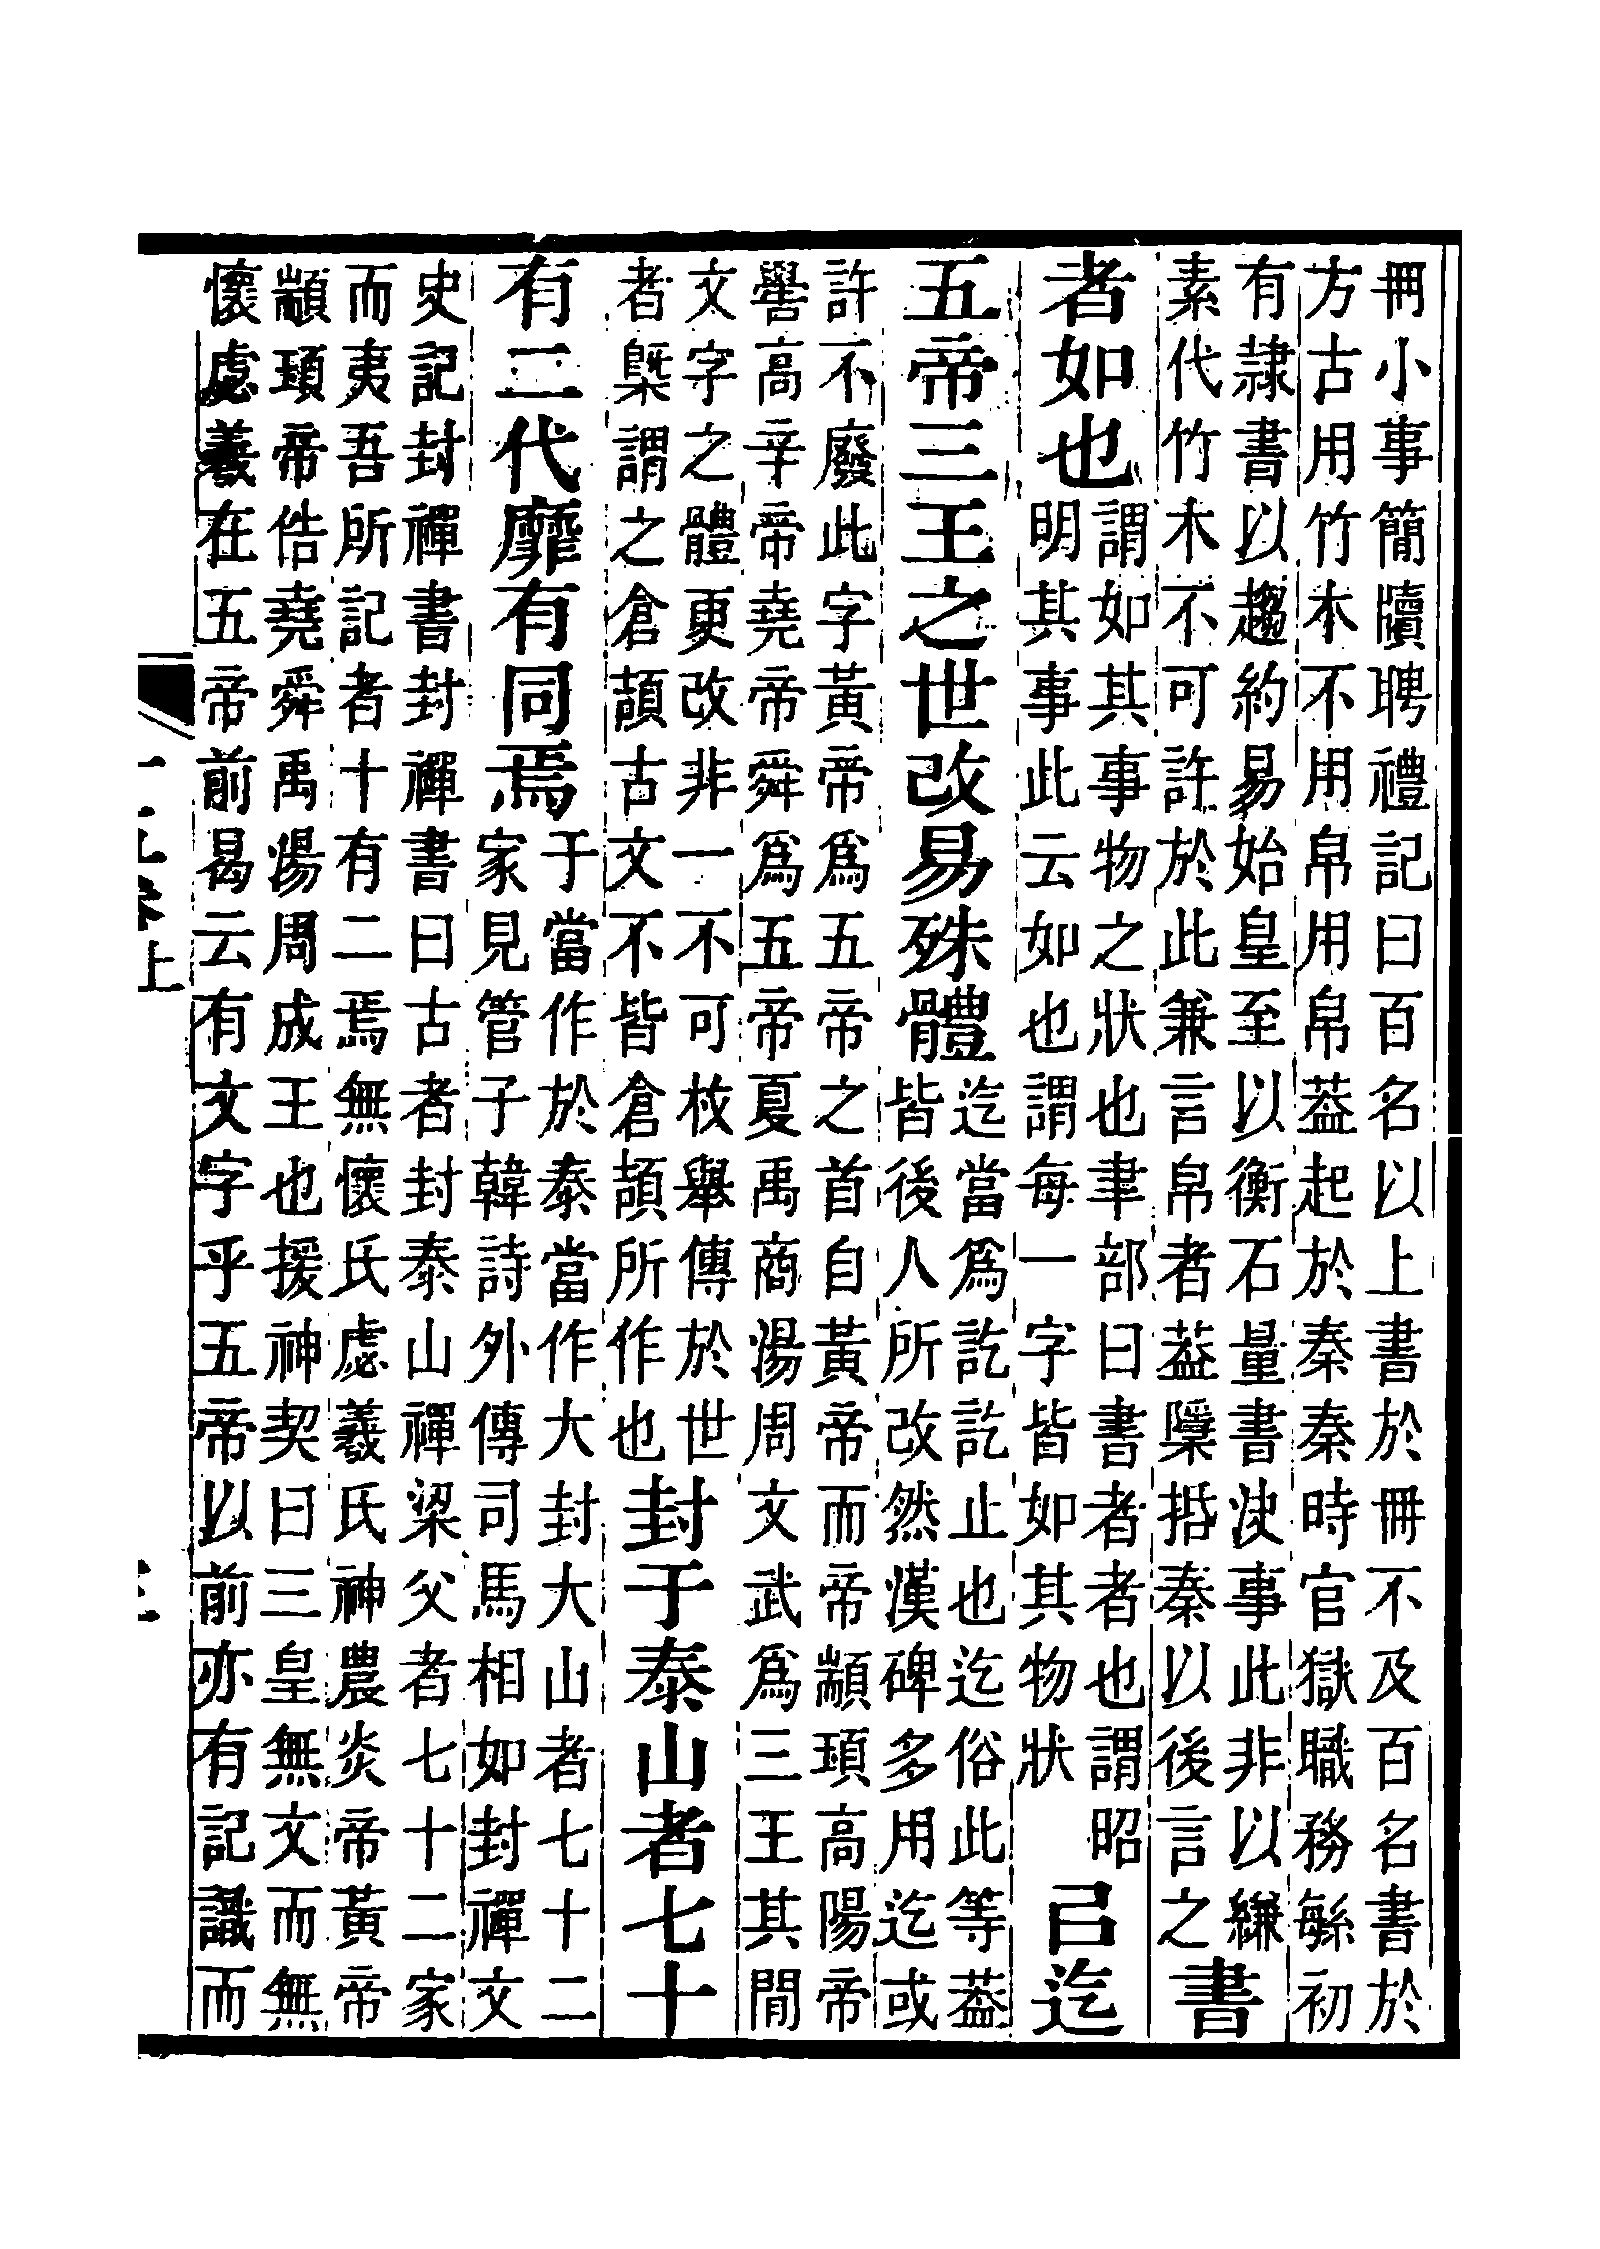 冊小事簡牘聘禮記曰百名以上書於冊不及百名書於
方古用竹木不用帛用帛葢起於秦秦時官獄職務緐初
有隸書以趨約易始皇至以衡石量書決事此非以縑
素代竹木不可許於此兼言帛者葢檃桰秦以後言之
書
者如也
謂如其事物之狀也聿部曰書者者也謂昭
明其事此云如也謂每一字皆如其物狀
㠯迄
五帝三王之世改易殊體
迄當爲訖訖止也迄俗此等葢
皆後人所改然漢碑多用迄或
許不廢此字黃帝爲五帝之首自黃帝而帝顓頊高陽帝
嚳高辛帝堯帝舜爲五帝夏禹商湯周文武爲三王其閒
文字之體更改非一不可枚舉傳於世
者槩謂之倉頡古文不皆倉頡所作也
封于泰山者七十
有二代靡有同焉
于當作於泰當作大封大山者七十二
家見管子韓詩外傳司馬相如封禪文
史記封禪書封禪書曰古者封泰山禪梁父者七十二家
而夷吾所記者十有二焉無懷氏虙羲氏神農炎帝黃帝
顓頊帝俈堯舜禹湯周成王也援神契曰三皇無文而無
懷虙羲在五帝前曷云有文字乎五帝以前亦有記識而
上